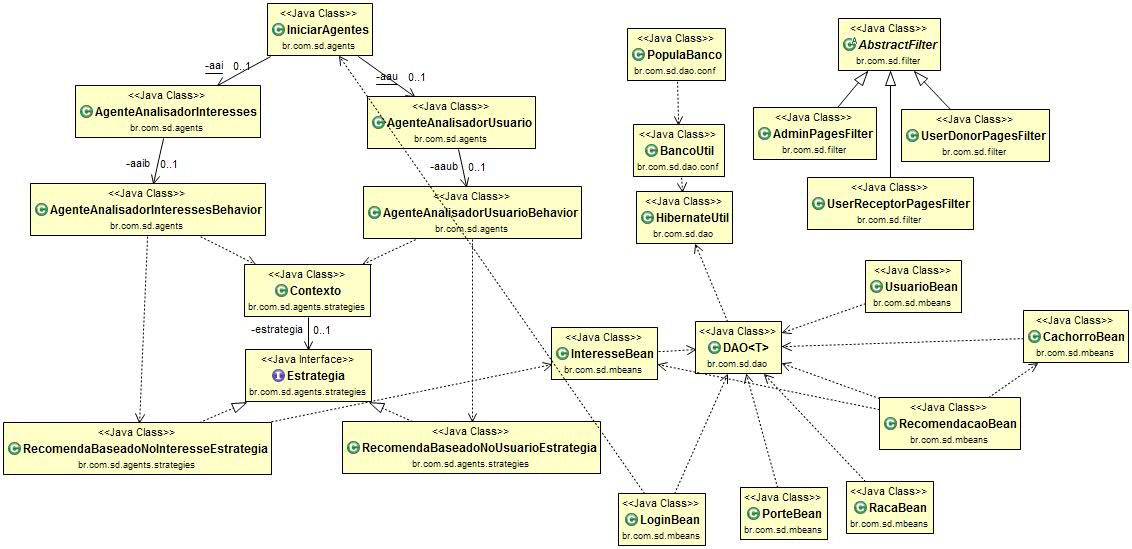 <<Java Class>>
IniciarAgentes
br.com.sd.agents
-aai 0..1
-aau 0..1
<<Java Class>>
AgenteAnalisadorInteresses
br.com.sd.agents
<<Java Class>>
AgenteAnalisadorUsuario
br.com.sd.agents
-aaib 0..1
-aaub 0..1
<<Java Class>>
AgenteAnalisadorInteressesBehavior
br.com.sd.agents
<<Java Class>>
AgenteAnalisadorUsuarioBehavior
br.com.sd.agents
<<Java Class>>
Contexto
br.com.sd.agents.strategies
-estrategia 0..1
<<Java Interface>>
Estrategia
br.com.sd.agents.strategies
<<Java Class>>
RecomendaBaseadoNoInteresseEstrategia
br.com.sd.agents.strategies
<<Java Class>>
RecomendaBaseadoNoUsuarioEstrategia
br.com.sd.agents.strategies
<<Java Class>>
PopulaBanco
br.com.sd.dao.conf
<<Java Class>>
BancoUtil
br.com.sd.dao.conf
<<Java Class>>
HibernateUtil
br.com.sd.dao
<<Java Class>>
AbstractFilter
br.com.sd.filter
<<Java Class>>
AdminPagesFilter
br.com.sd.filter
<<Java Class>>
UserDonorPagesFilter
br.com.sd.filter
<<Java Class>>
UserReceptorPagesFilter
br.com.sd.filter
<<Java Class>>
UsuarioBean
br.com.sd.mbeans
<<Java Class>>
InteresseBean
br.com.sd.mbeans
<<Java Class>>
DAO<T>
br.com.sd.dao
<<Java Class>>
CachorroBean
br.com.sd.mbeans
<<Java Class>>
RecomendacaoBean
br.com.sd.mbeans
<<Java Class>>
LoginBean
br.com.sd.mbeans
<<Java Class>>
PorteBean
br.com.sd.mbeans
<<Java Class>>
RacaBean
br.com.sd.mbeans